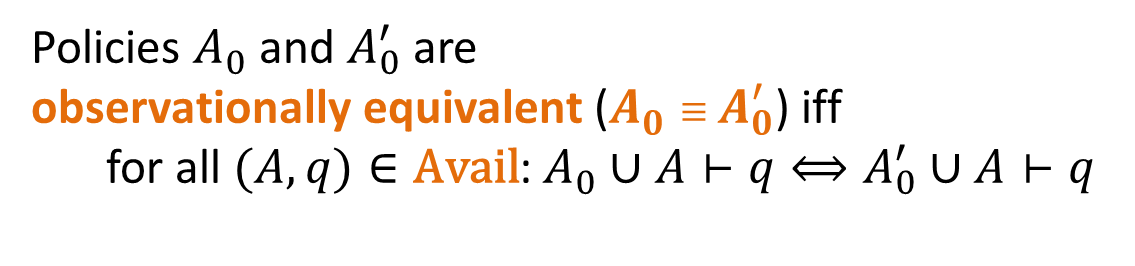 Policies A₀ and A₀′ are
observationally equivalent (A₀ ≡ A₀′) iff
for all (A, q) ∈ Avail: A₀ ∪ A ⊢ q ⟺ A₀′ ∪ A ⊢ q